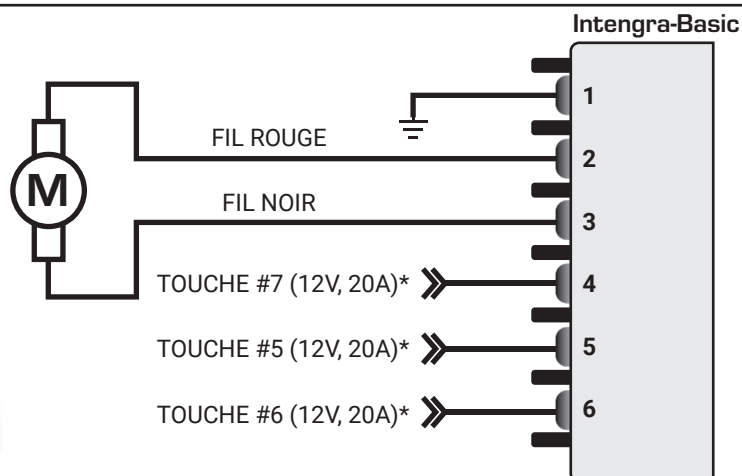 Intengra-Basic
1
FIL ROUGE
2
M
FIL NOIR
3
TOUCHE #7 (12V, 20A)*
4
TOUCHE #5 (12V, 20A)*
5
TOUCHE #6 (12V, 20A)*
6